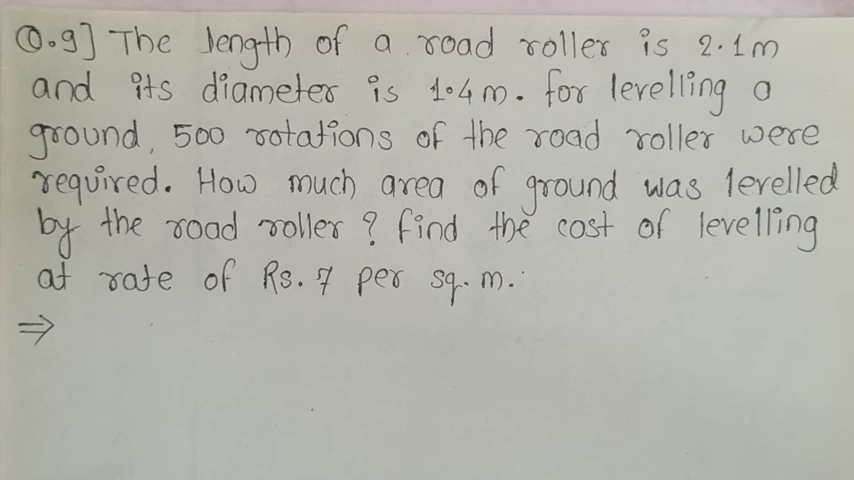 Q.9] The length of a road roller is 2.1m
and its diameter is 1.4m. for levelling a
ground, 500 rotations of the road roller were
required. How much area of ground was levelled
by the road roller ? find the cost of levelling
at rate of Rs. 7 per sq. m.
⇒